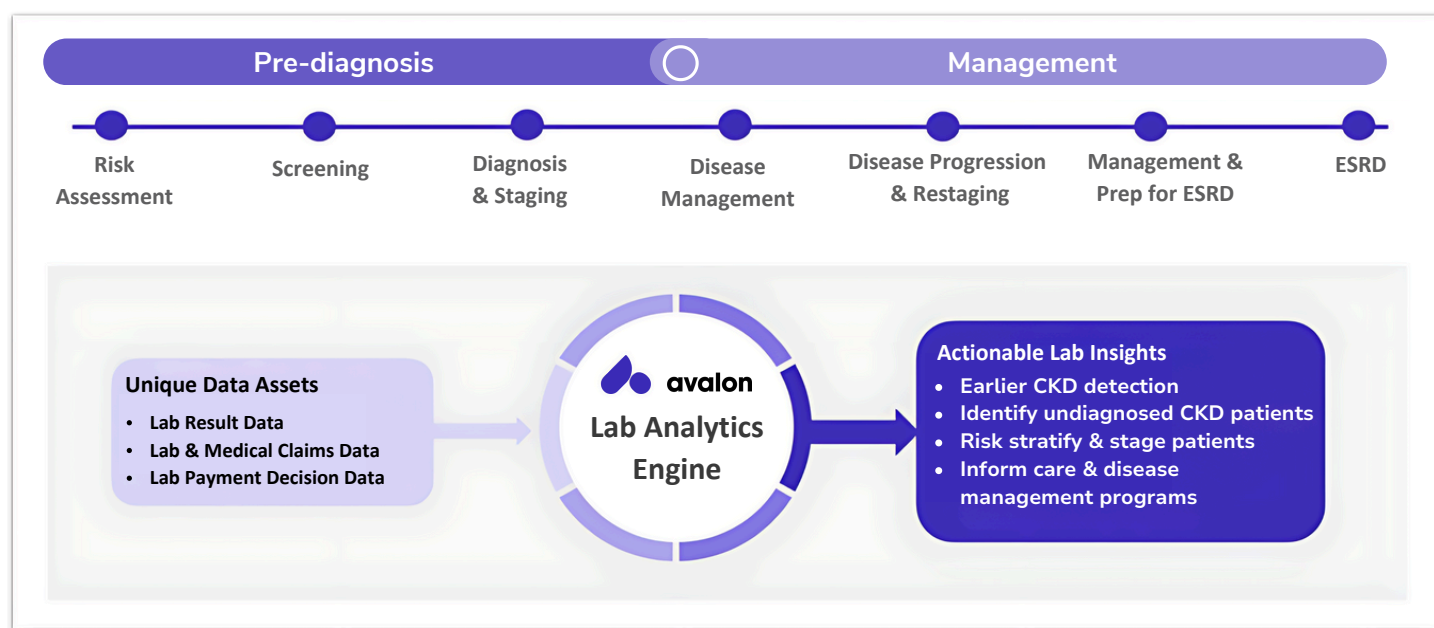 Pre-diagnosis
Management
Risk
Assessment
Screening
Diagnosis
& Staging
Disease
Management
Disease Progression
& Restaging
Management &
Prep for ESRD
ESRD
Unique Data Assets
• Lab Result Data
• Lab & Medical Claims Data
• Lab Payment Decision Data
avalon
Lab Analytics
Engine
Actionable Lab Insights
• Earlier CKD detection
• Identify undiagnosed CKD patients
• Risk stratify & stage patients
• Inform care & disease
management programs